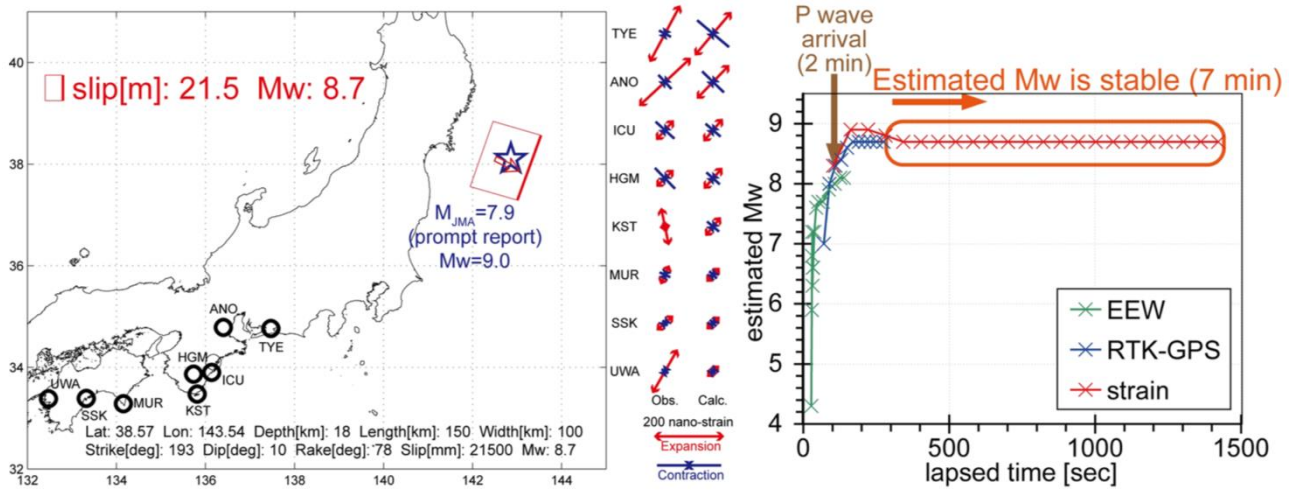 40
38
36
34
32
132
134
136
138
140
142
144
slip[m]: 21.5 Mw: 8.7
MJMA=7.9
(prompt report)
Mw=9.0
ANO
TYE
HGM
ICU
UWA
SSK
MUR
KST
Lat: 38.57 Lon: 143.54 Depth[km]: 18 Length[km]: 150 Width[km]: 100
Strike[deg]: 193 Dip[deg]: 10 Rake[deg]: 78 Slip[mm]: 21500 Mw: 8.7
TYE
ANO
ICU
HGM
KST
MUR
SSK
UWA
Obs. Calc.
200 nano-strain
Expansion
Contraction
P wave
arrival
(2 min)
Estimated Mw is stable (7 min)
estimated Mw
9
8
7
6
5
4
0
500
1000
1500
lapsed time [sec]
EEW
RTK-GPS
strain